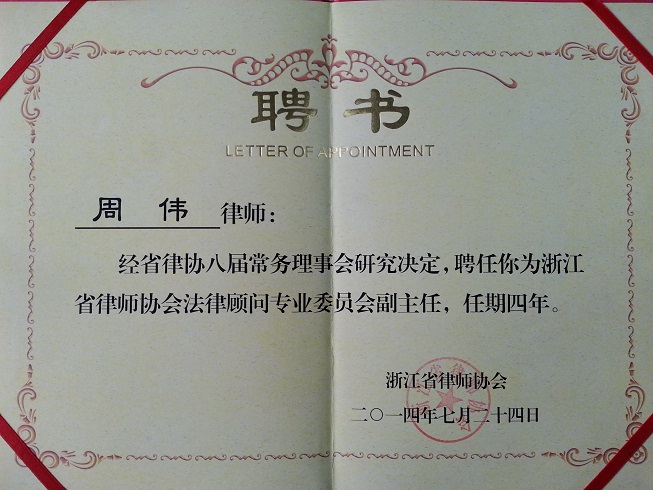 聘书
LETTER OF APPOINTMENT
周伟律师：
经省律协八届常务理事会研究决定，聘任你为浙江
省律师协会法律顾问专业委员会副主任，任期四年。
浙江省律师协会
二〇一四年七月二十四日